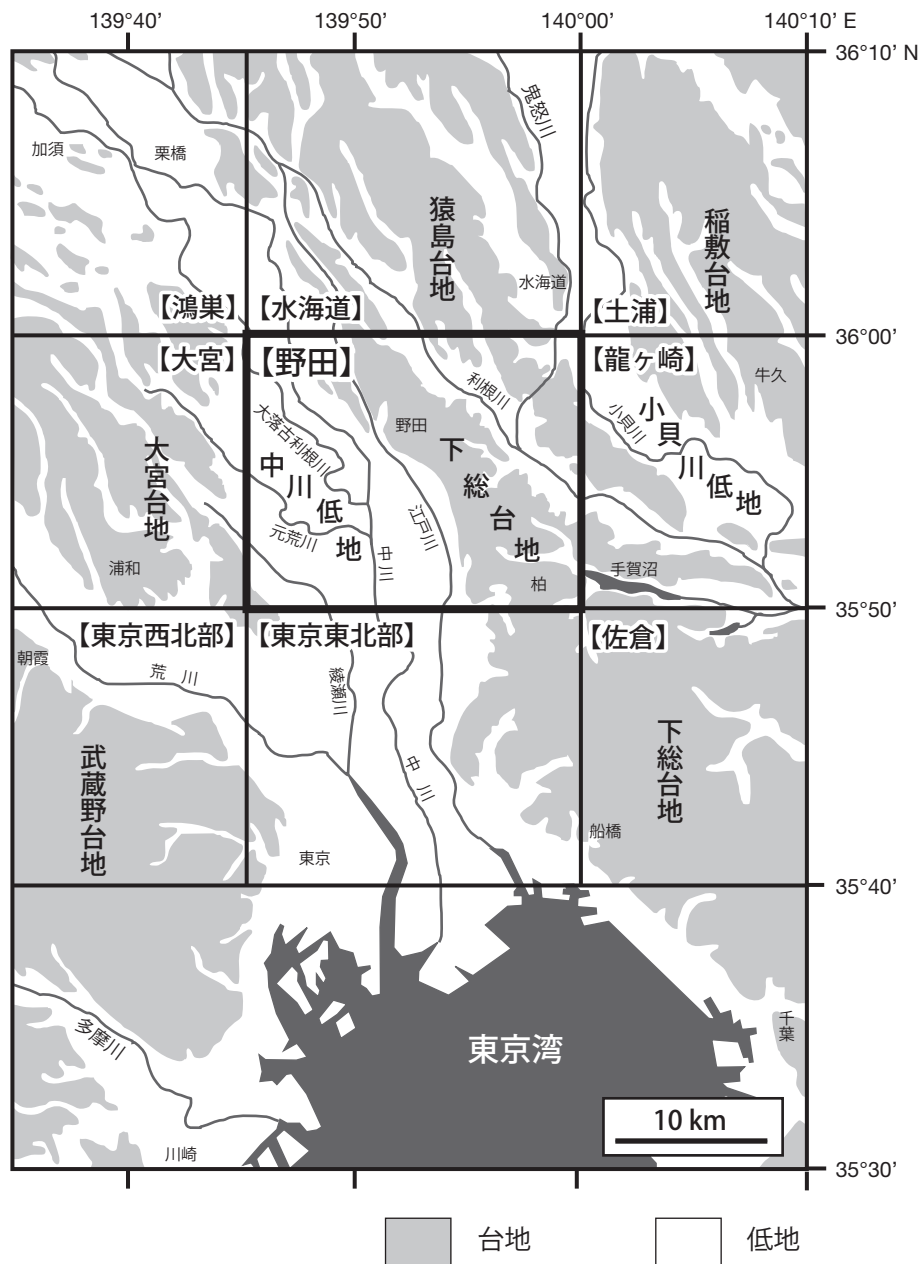 139°40’
139°50’
140°00’
140°10’ E
36°10’ N
加須
栗橋
鬼怒川
猿島台地
稲敷台地
水海道
【鴻巣】
【水海道】
【土浦】
36°00’
【大宮】
【野田】
【龍ヶ崎】
牛久
利根川
小貝川
小貝川低地
大落古利根川
野田
下総台地
大宮台地
中川低地
元荒川
中川
江戸川
浦和
柏
手賀沼
35°50’
【東京西北部】
【東京東北部】
【佐倉】
朝霞
荒川
綾瀬川
中川
武蔵野台地
下総台地
船橋
東京
35°40’
多摩川
東京湾
千葉
10 km
川崎
35°30’
台地
低地